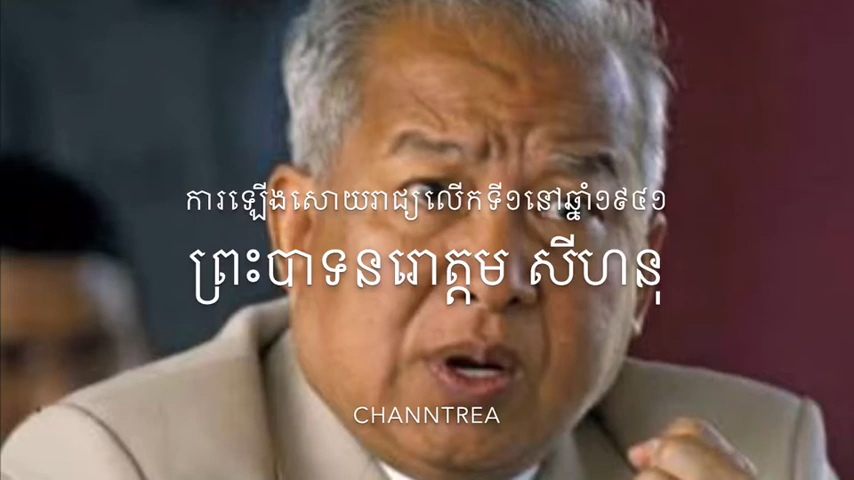 ការឡើងសោយរាជ្យលើកទី១នៅឆ្នាំ១៩៤១
ព្រះបាទនរោត្តម សីហនុ
CHANNTREA